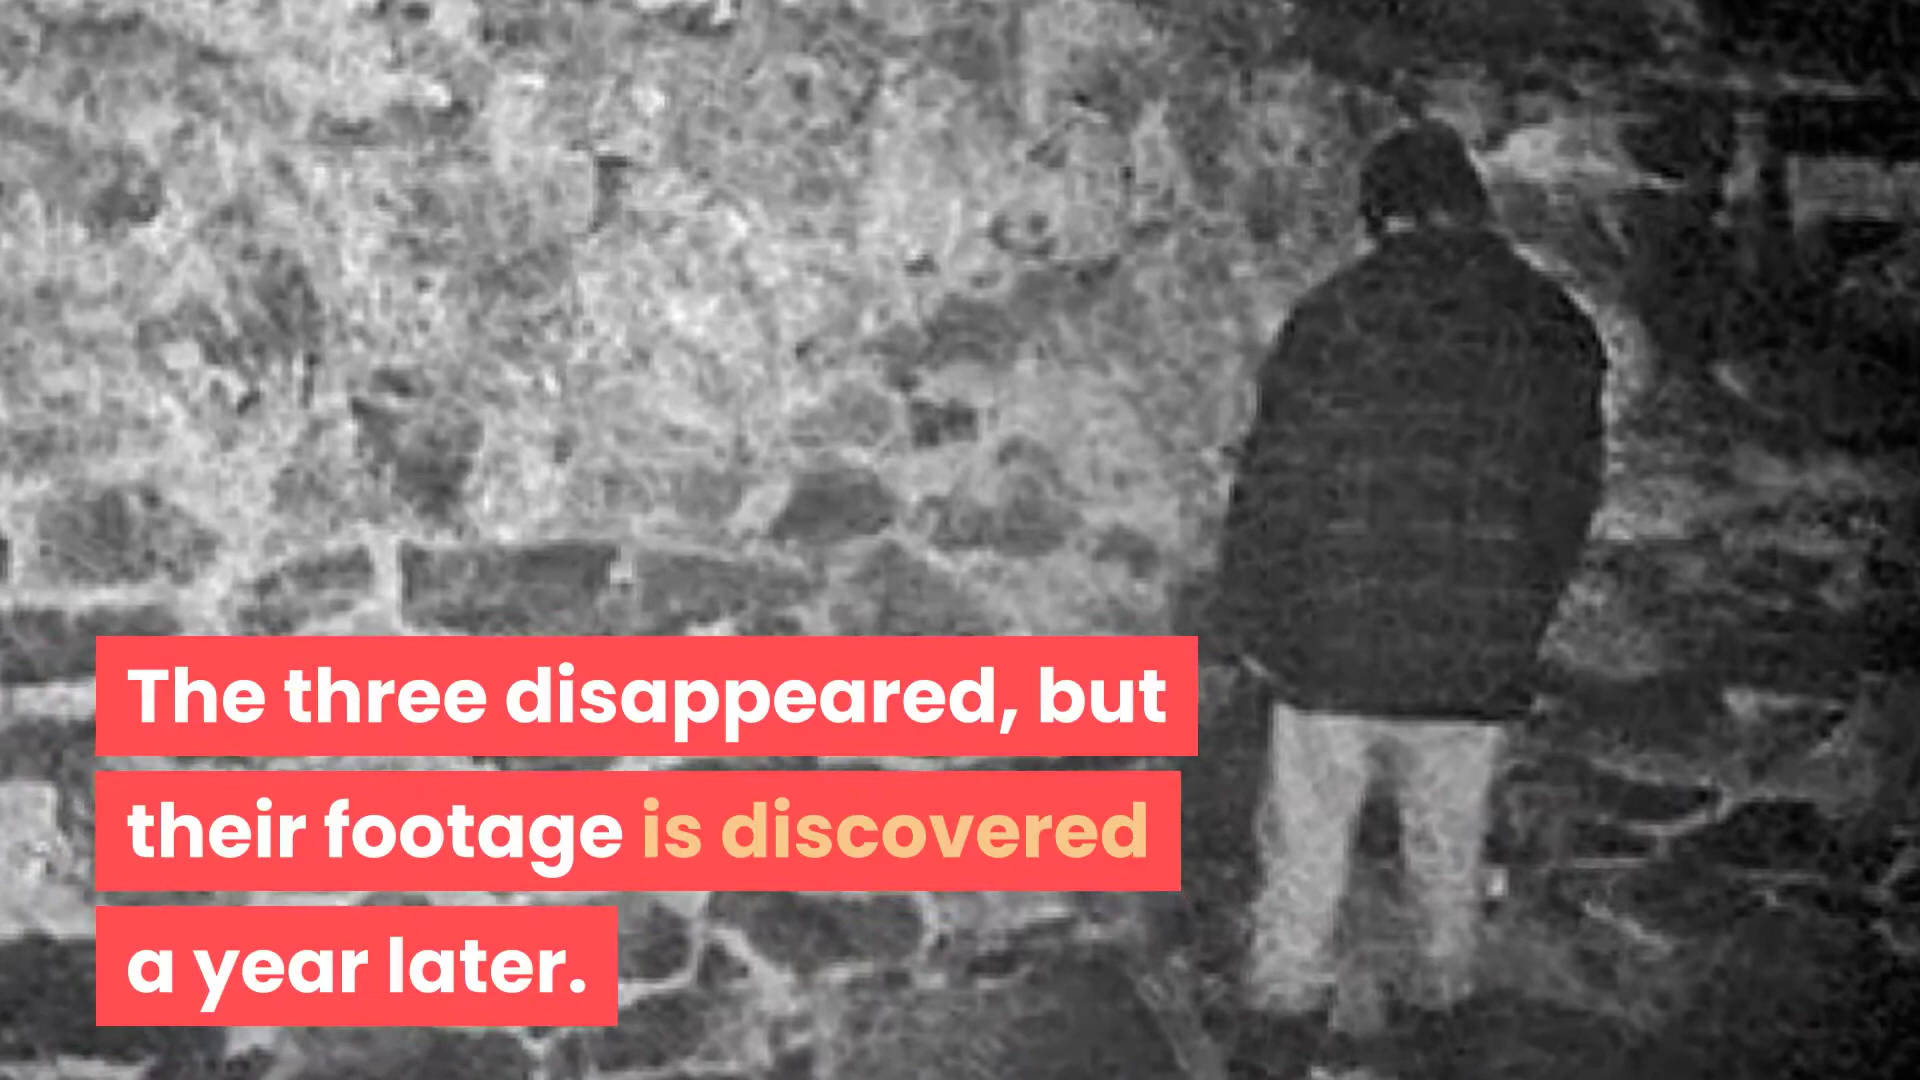 The three disappeared, but
their footage is discovered
a year later.